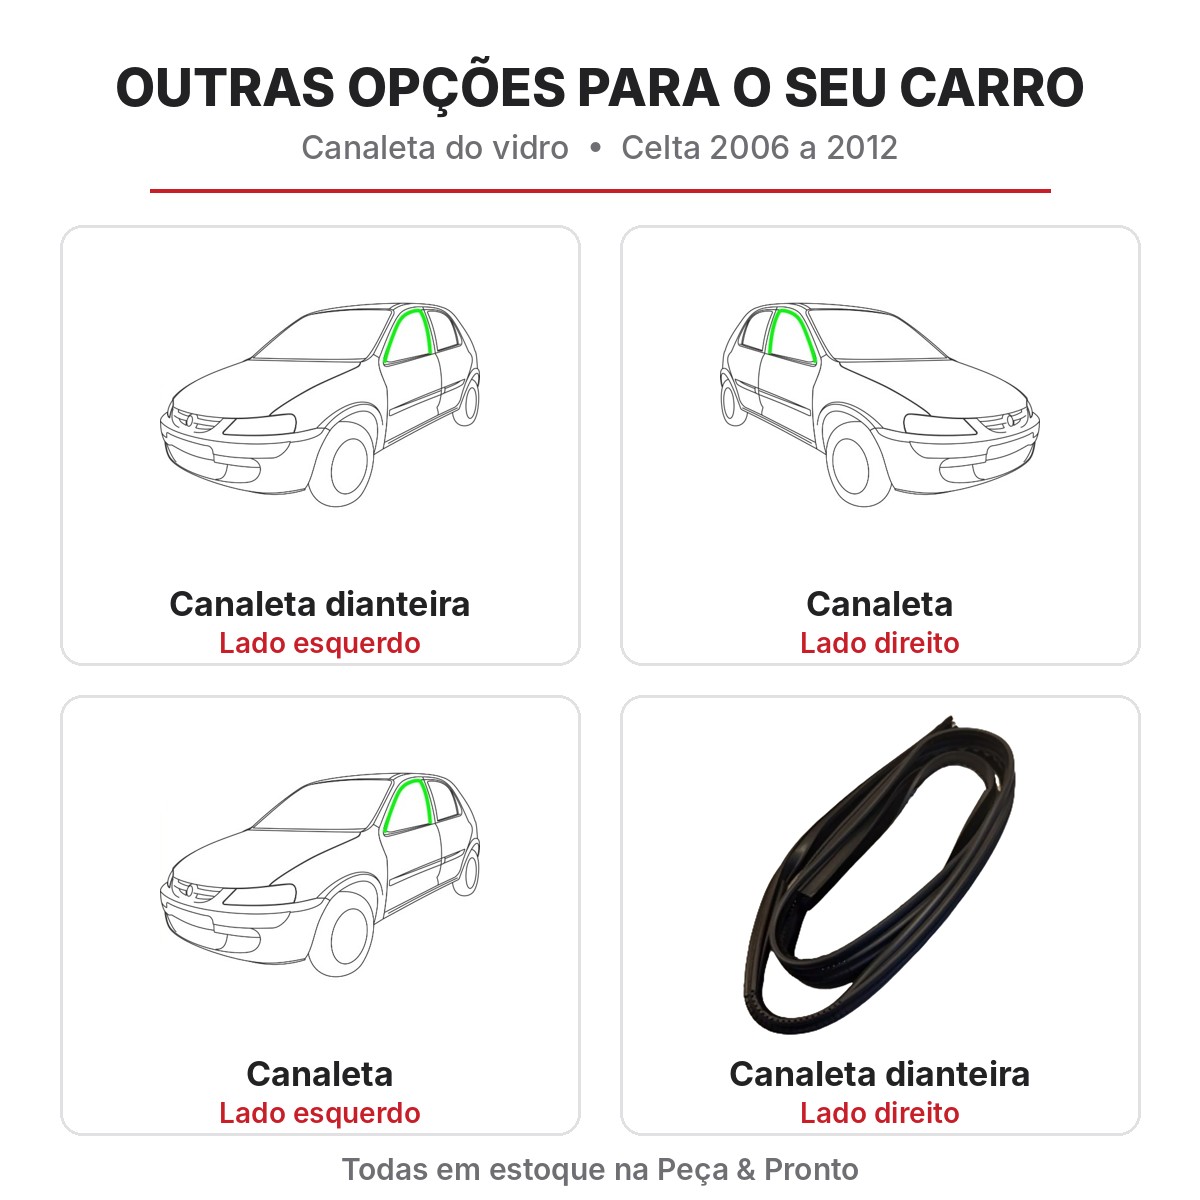 OUTRAS OPÇÕES PARA O SEU CARRO
Canaleta do vidro • Celta 2006 a 2012
Canaleta dianteira
Lado esquerdo
Canaleta
Lado direito
Canaleta
Lado esquerdo
Canaleta dianteira
Lado direito
Todas em estoque na Peça & Pronto